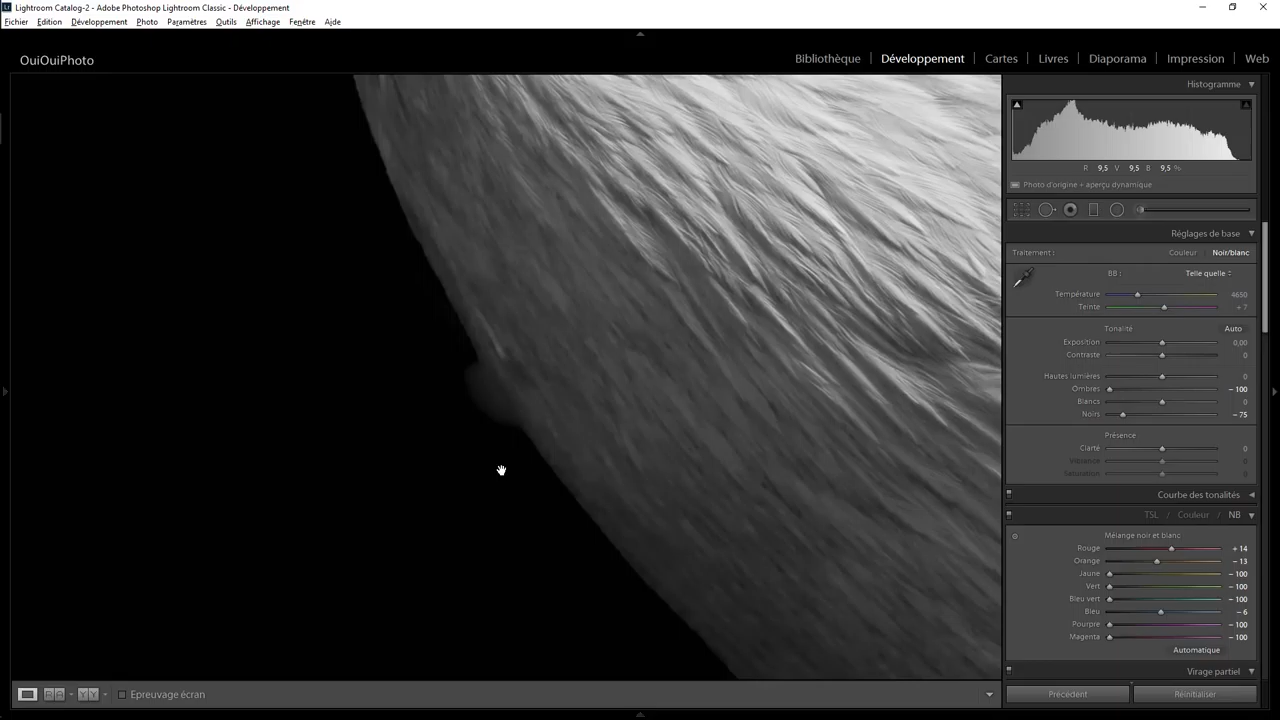 Lightroom Catalog-2 - Adobe Photoshop Lightroom Classic - Développement
Fichier Edition Développement Photo Paramètres Outils Affichage Fenêtre Aide
OuiOuiPhoto
Bibliothèque | Développement | Cartes | Livres | Diaporama | Impression | Web
Histogramme
R 9,5 V 9,5 B 9,5 %
Photo d'origine + aperçu dynamique
Réglages de base
Traitement : Couleur Noir/blanc
BB : Telle quelle
Température 4650
Teinte + 7
Tonalité Auto
Exposition 0,00
Contraste 0
Hautes lumières 0
Ombres - 100
Blancs 0
Noirs - 75
Présence
Clarté 0
Vibrance 0
Saturation 0
Courbe des tonalités
TSL / Couleur / NB
Mélange noir et blanc
Rouge + 14
Orange - 13
Jaune - 100
Vert - 100
Bleu vert - 100
Bleu - 6
Pourpre - 100
Magenta - 100
Automatique
Virage partiel
Epreuvage écran
Précédent Réinitialiser